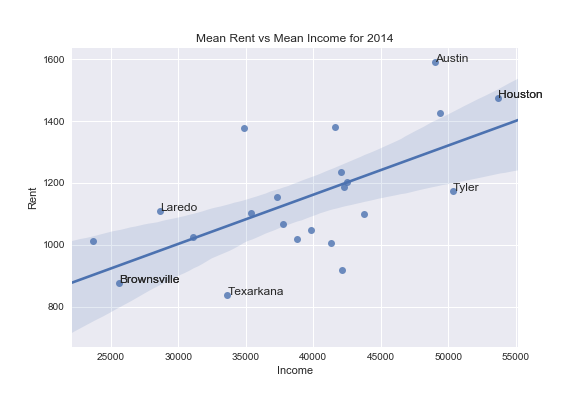 Mean Rent vs Mean Income for 2014
1600
1400
1200
1000
800
Rent
Austin
Houston
Tyler
Laredo
Brownsville
Texarkana
25000 30000 35000 40000 45000 50000 55000
Income